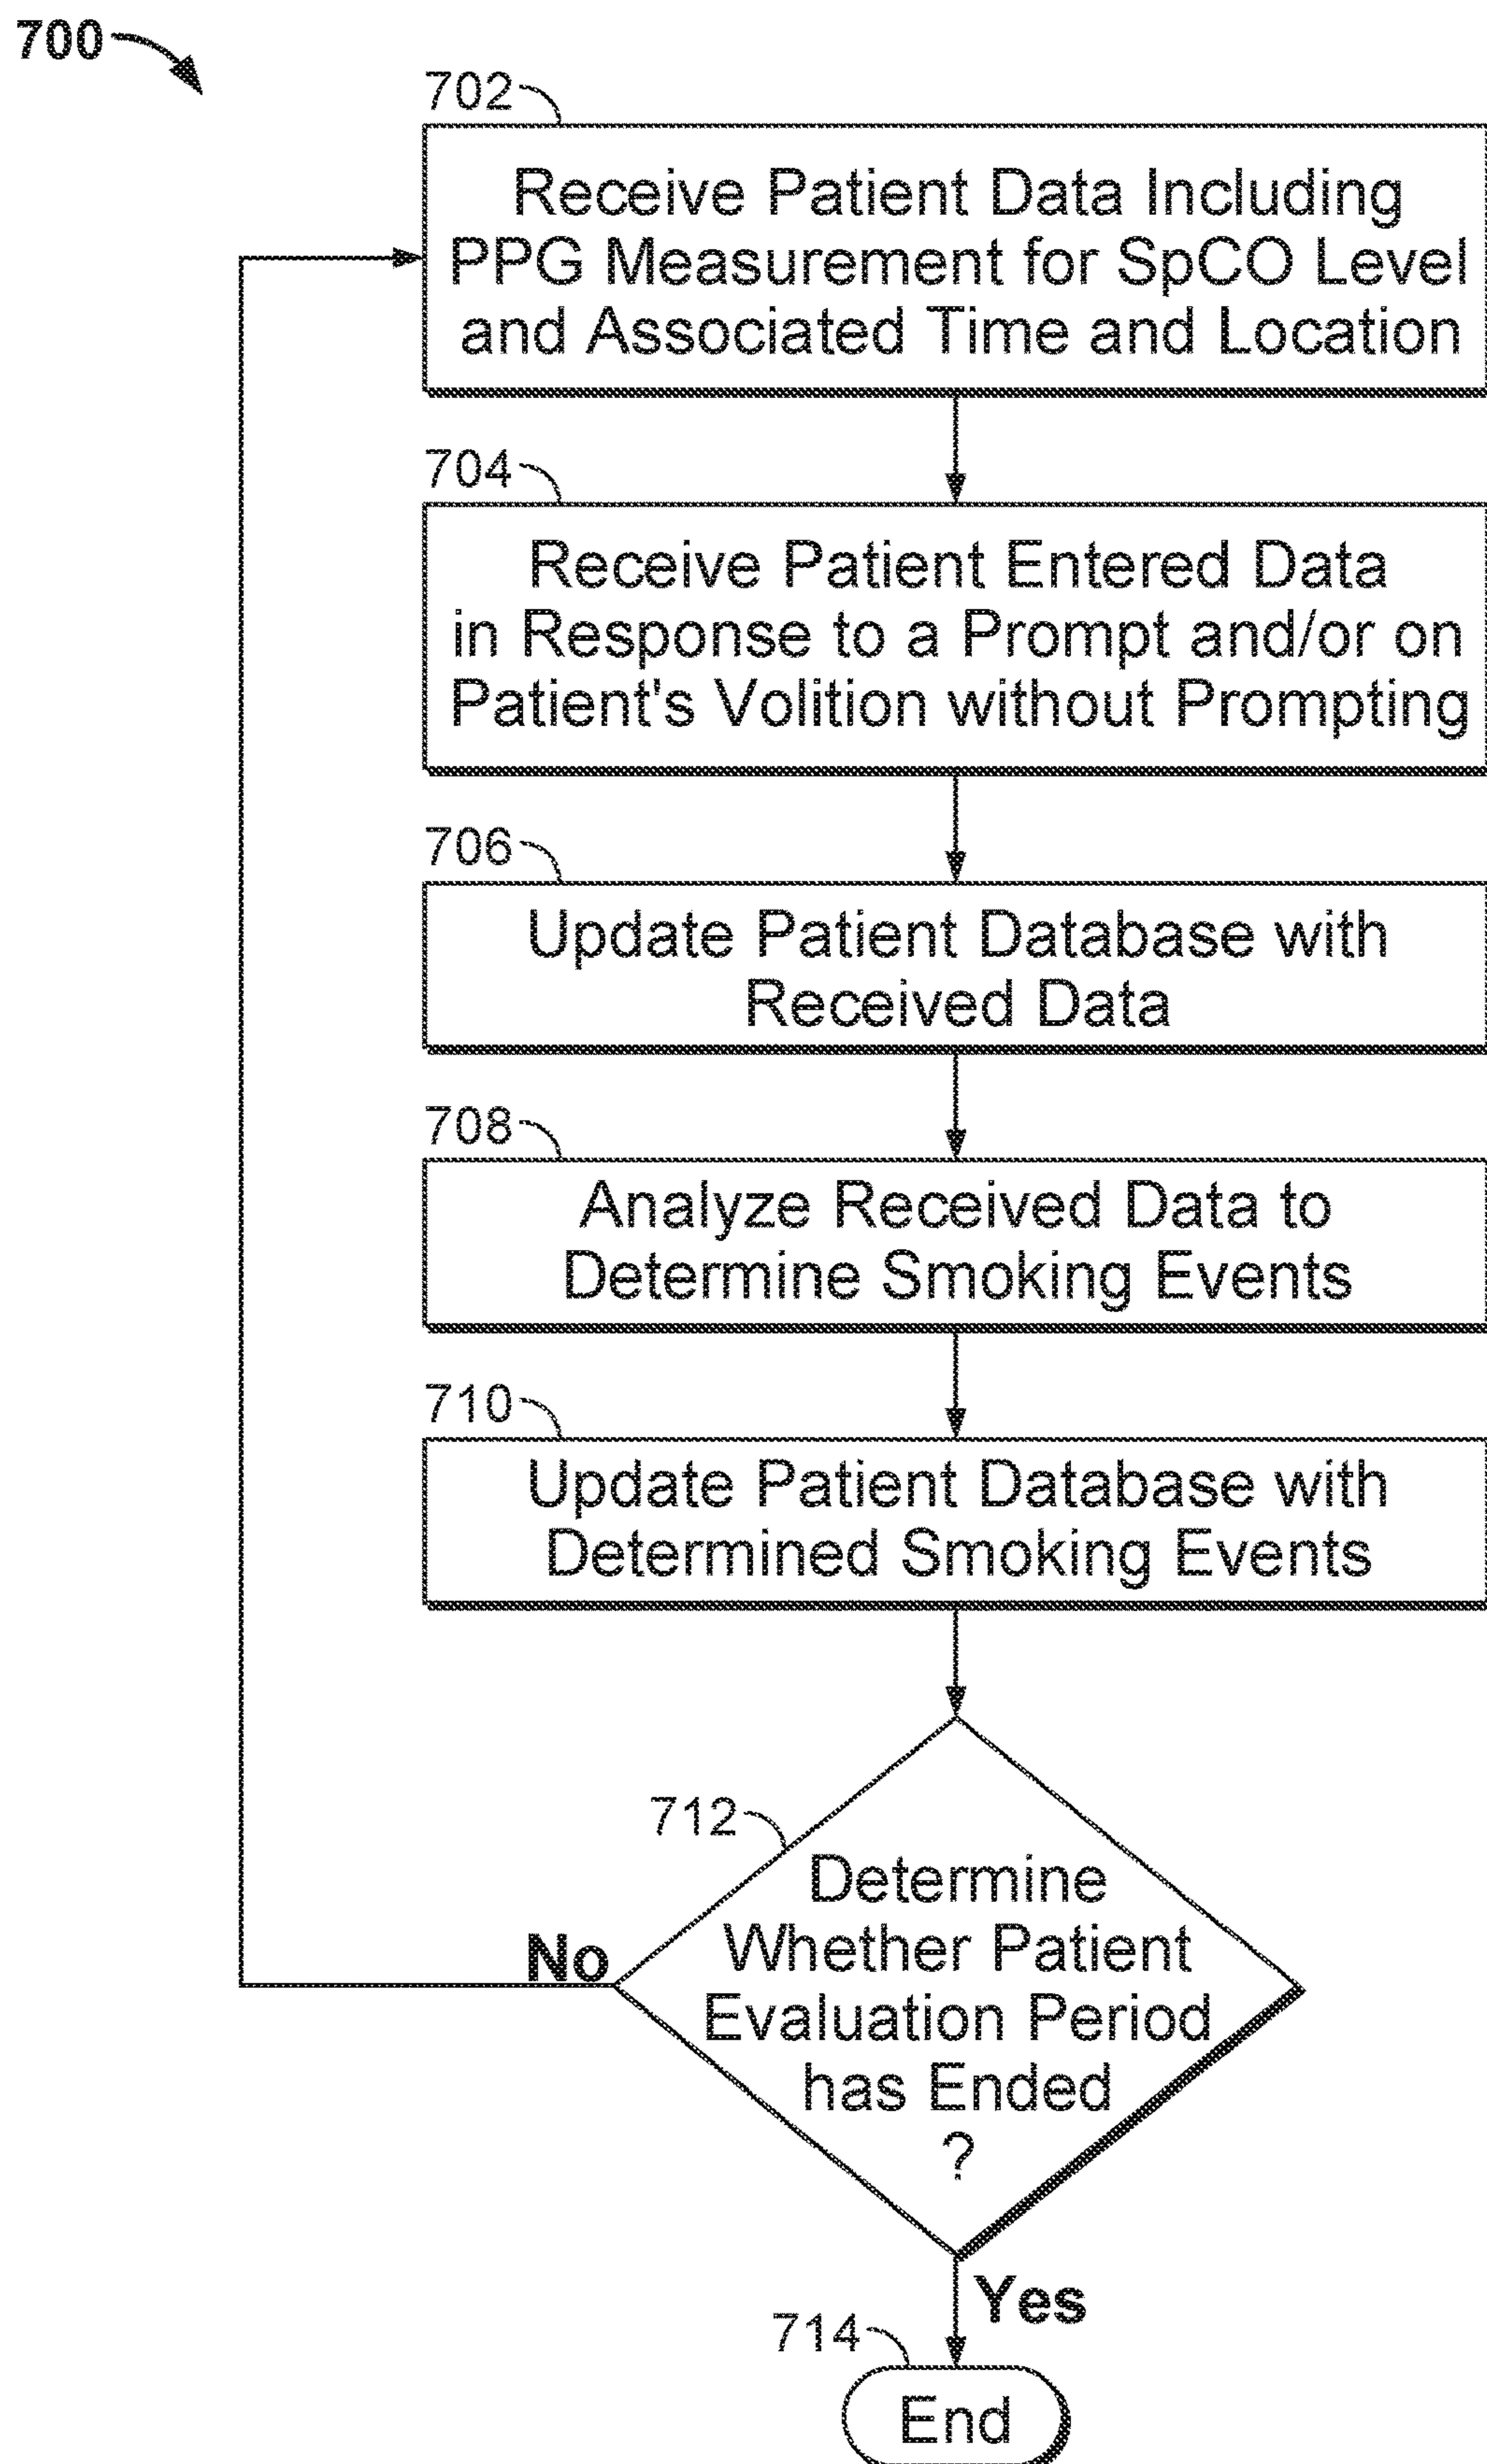 700
702
Receive Patient Data Including
PPG Measurement for SpCO Level
and Associated Time and Location
704
Receive Patient Entered Data
in Response to a Prompt and/or on
Patient's Volition without Prompting
706
Update Patient Database with
Received Data
708
Analyze Received Data to
Determine Smoking Events
710
Update Patient Database with
Determined Smoking Events
712
Determine
Whether Patient
Evaluation Period
has Ended
?
No
Yes
714
End